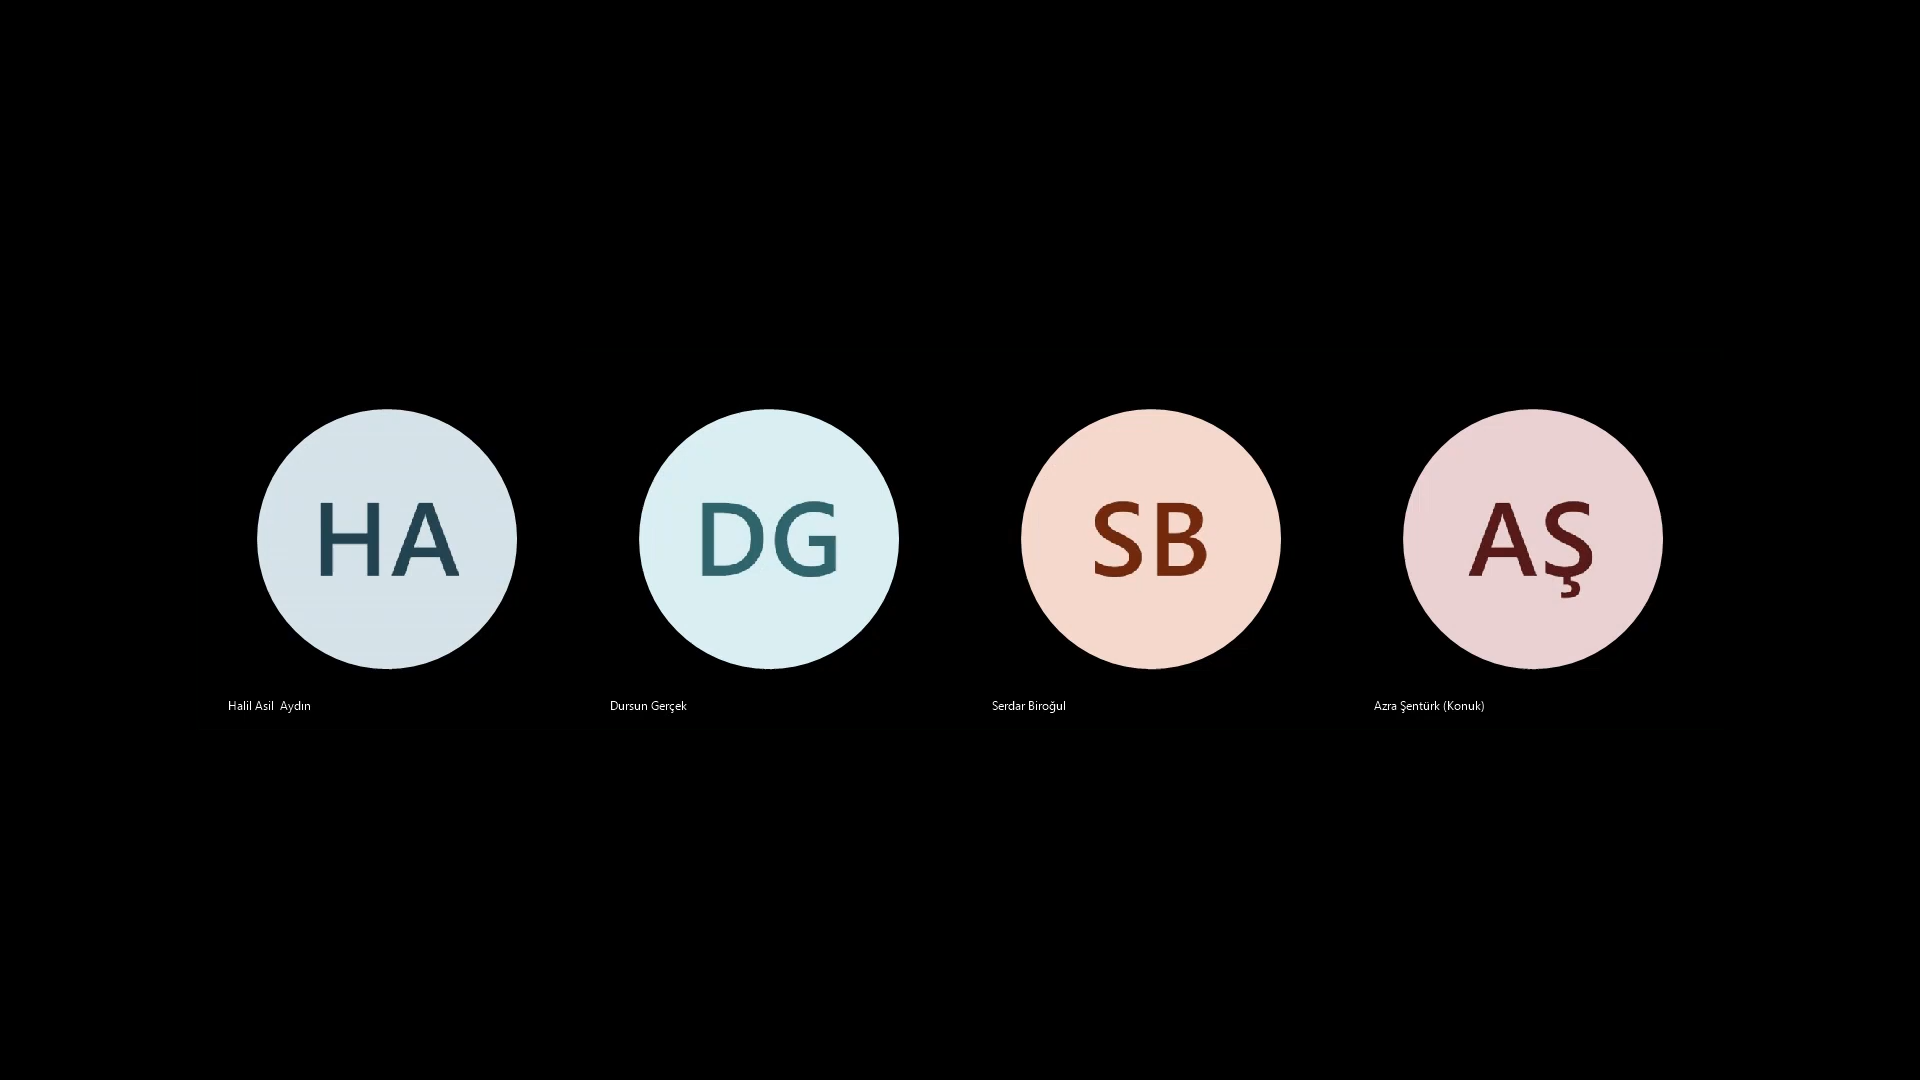 HA
DG
SB
AŞ
Halil Asil  Aydın
Dursun Gerçek
Serdar Biroğul
Azra Şentürk (Konuk)